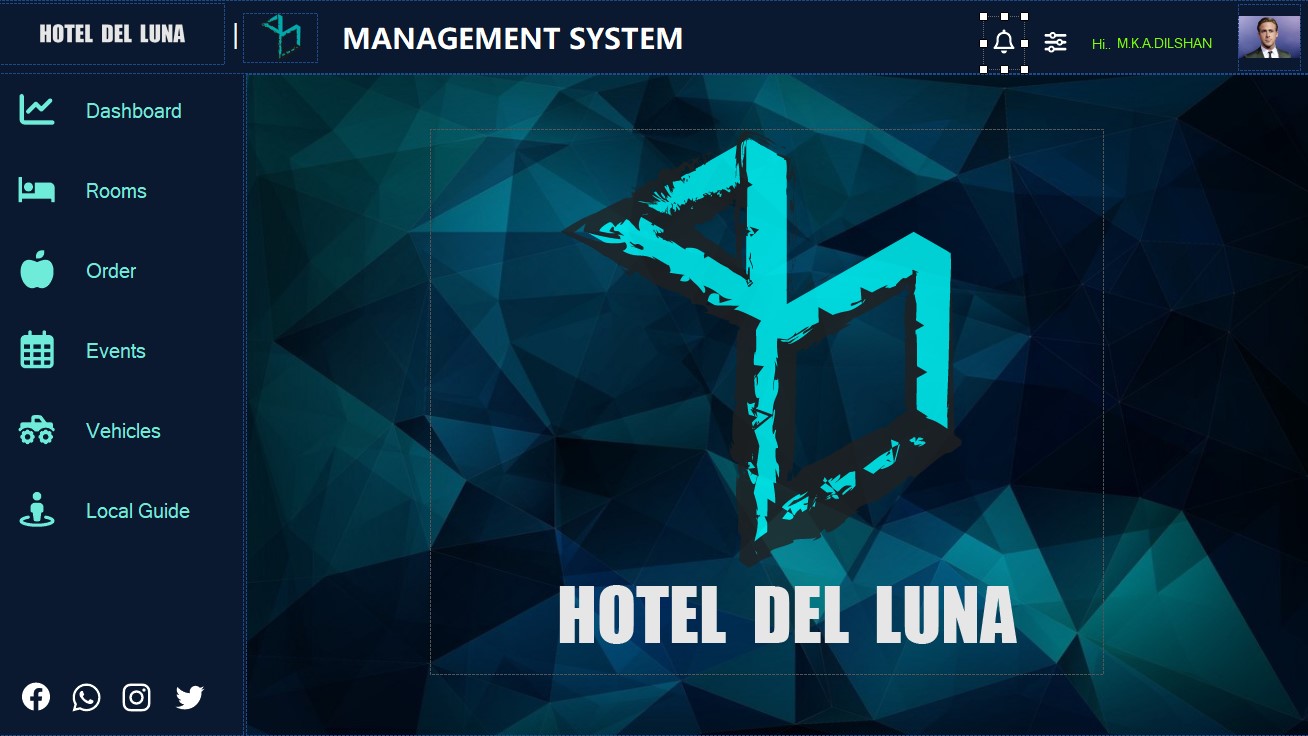 HOTEL DEL LUNA
|
MANAGEMENT SYSTEM
Hi.. M.K.A.DILSHAN
Dashboard
Rooms
Order
Events
Vehicles
Local Guide
HOTEL DEL LUNA